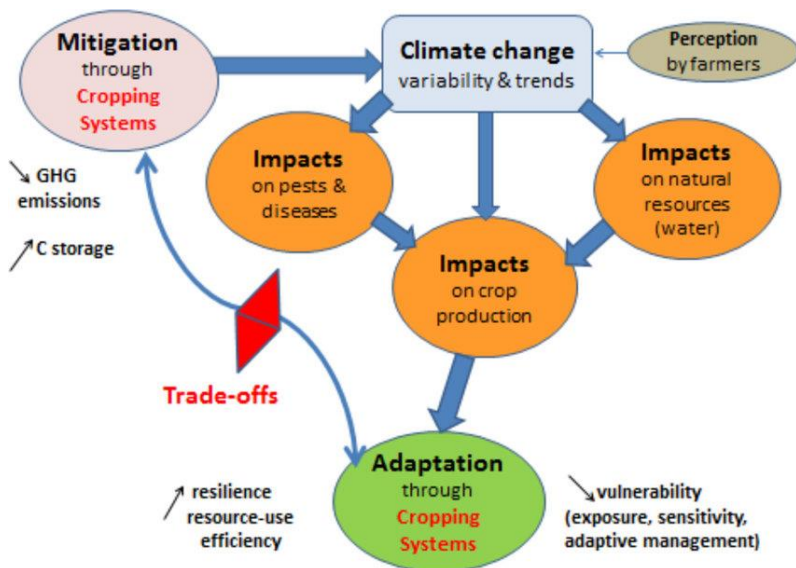 Mitigation
through
Cropping
Systems
Climate change
variability & trends
Perception
by farmers
Impacts
on pests &
diseases
Impacts
on natural
resources
(water)
↘ GHG
emissions
↗ C storage
Impacts
on crop
production
Trade-offs
Adaptation
through
Cropping
Systems
↗ resilience
resource-use
efficiency
↘ vulnerability
(exposure, sensitivity,
adaptive management)